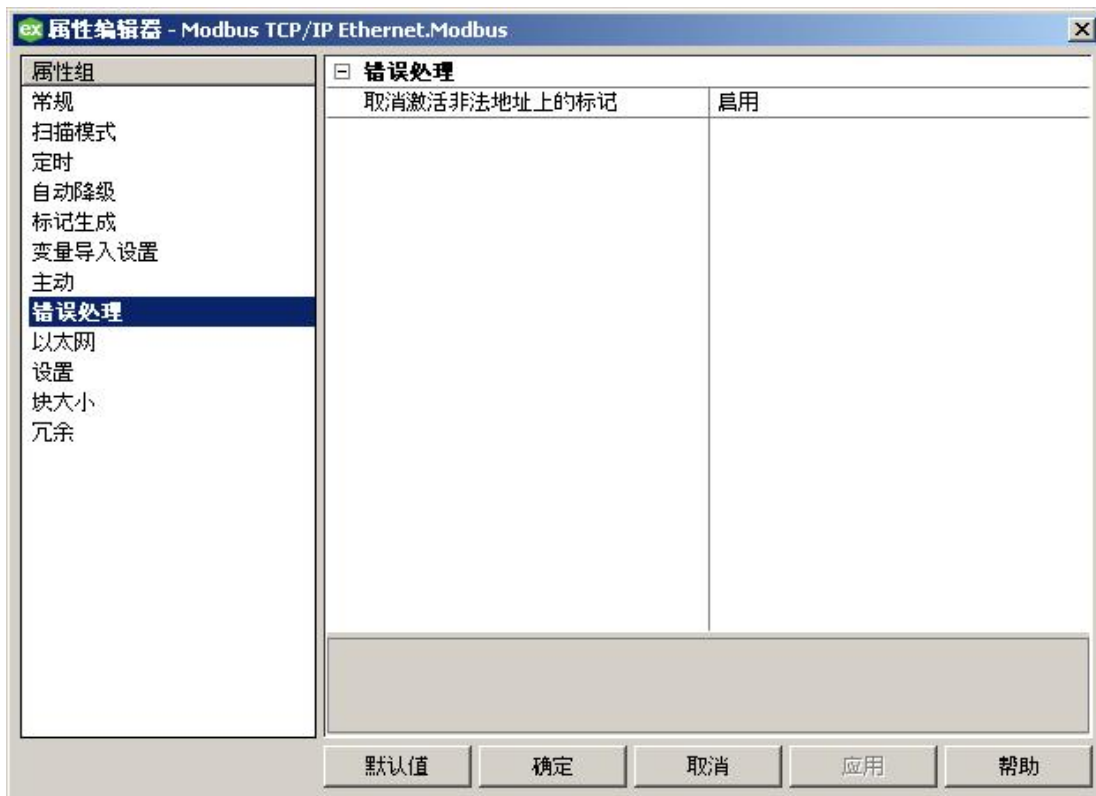 ex 属性编辑器 - Modbus TCP/IP Ethernet.Modbus
属性组
常规
扫描模式
定时
自动降级
标记生成
变量导入设置
主动
错误处理
以太网
设置
块大小
冗余
错误处理
取消激活非法地址上的标记 启用
默认值 确定 取消 应用 帮助